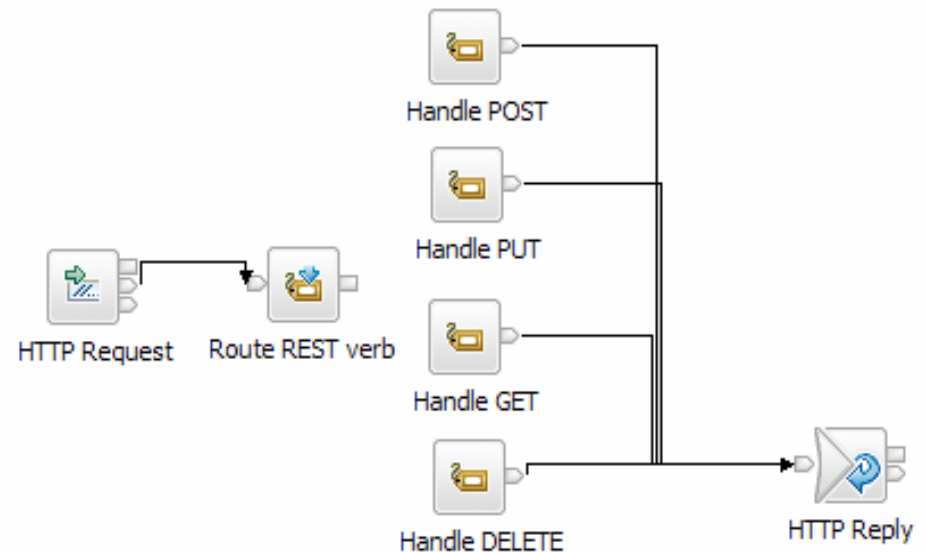 Handle POST
Handle PUT
HTTP Request
Route REST verb
Handle GET
Handle DELETE
HTTP Reply